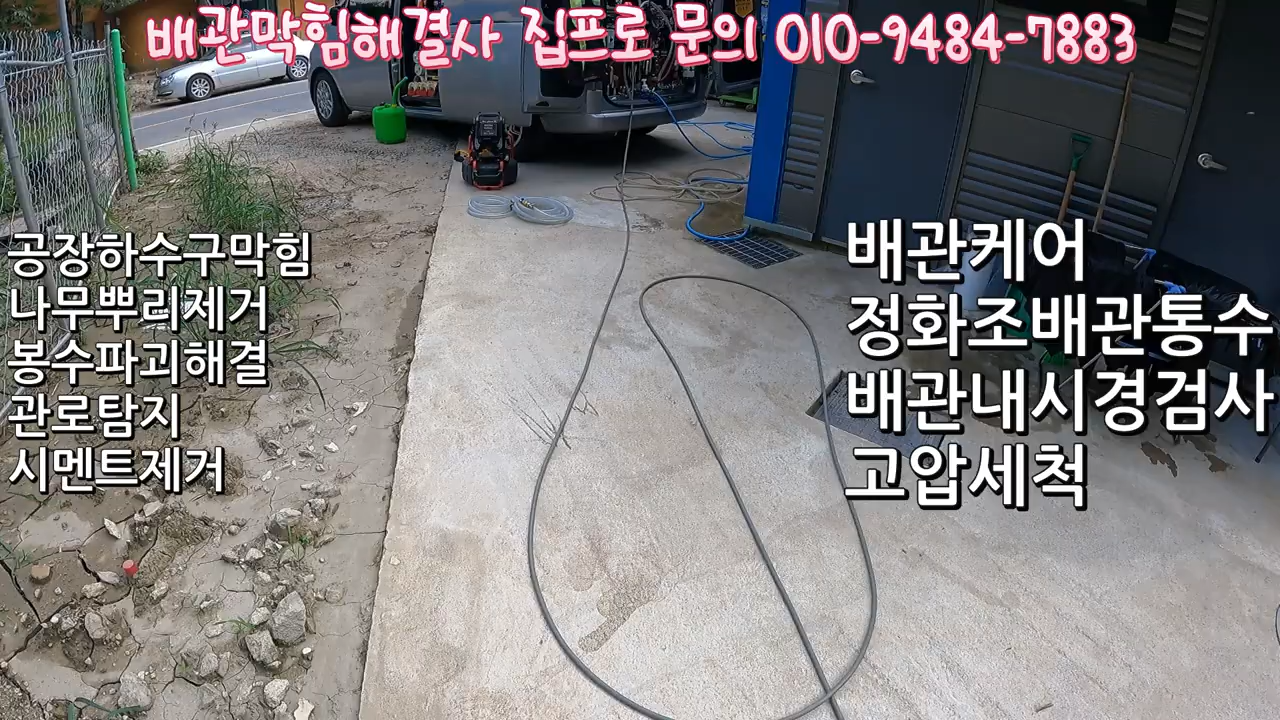 배관막힘해결사 집프로 문의 010-9484-7883
공장하수구막힘
나무뿌리제거
봉수파괴해결
관로탐지
시멘트제거
배관케어
정화조배관통수
배관내시경검사
고압세척